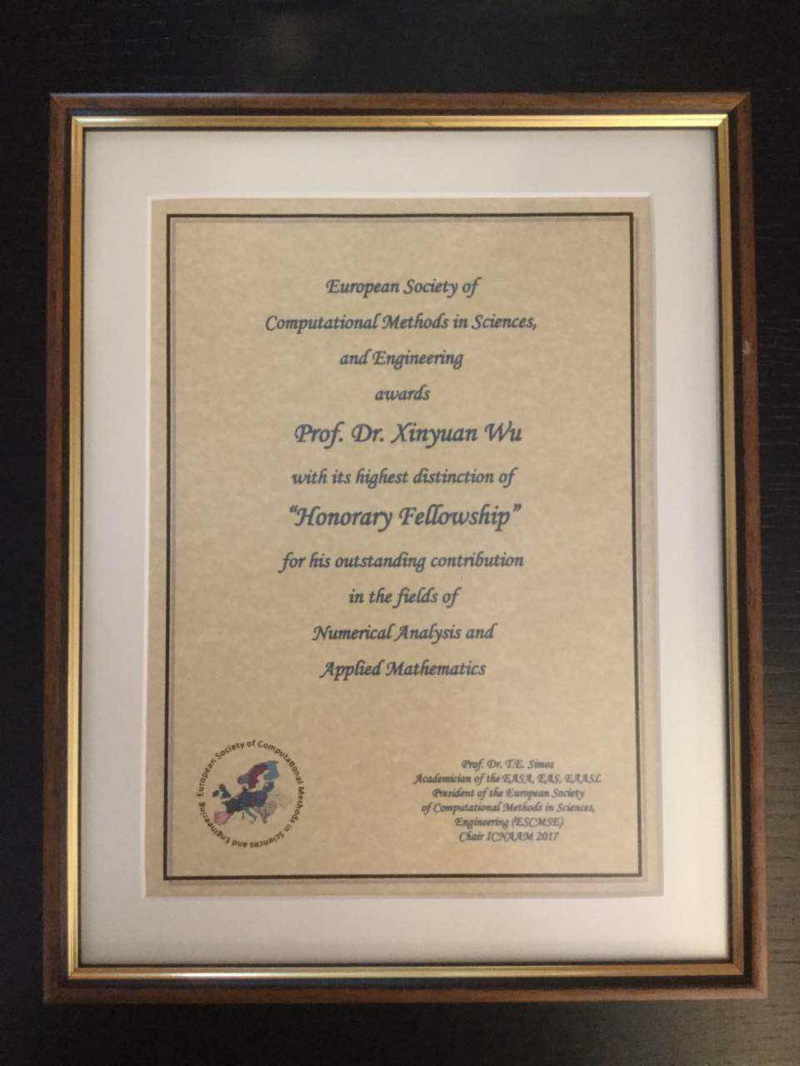 European Society of
Computational Methods in Sciences,
and Engineering
awards
Prof. Dr. Xinyuan Wu
with its highest distinction of
“Honorary Fellowship”
for his outstanding contribution
in the fields of
Numerical Analysis and
Applied Mathematics
European Society of Computational Methods in Sciences and Engineering
Prof. Dr. T.E. Simos
Academician of the EASA, EAS, EAASL
President of the European Society
of Computational Methods in Sciences,
Engineering (ESCMSE)
Chair ICNAAM 2017